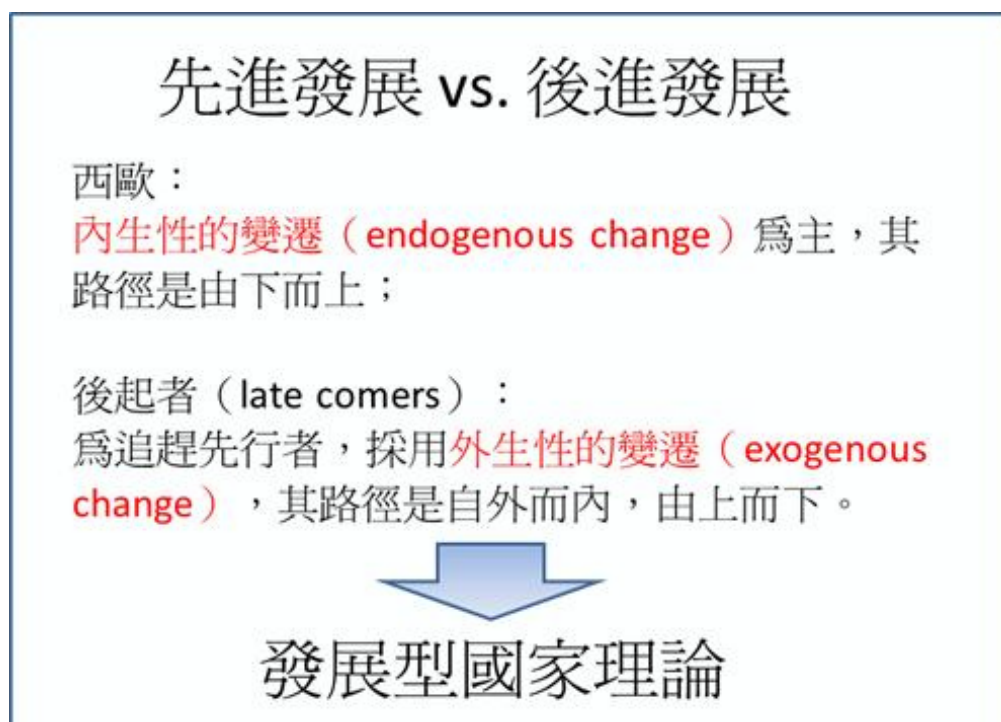 先進發展 vs. 後進發展
西歐：
內生性的變遷（endogenous change）爲主，其
路徑是由下而上；
後起者（late comers）：
爲追趕先行者，採用外生性的變遷（exogenous
change），其路徑是自外而內，由上而下。
發展型國家理論